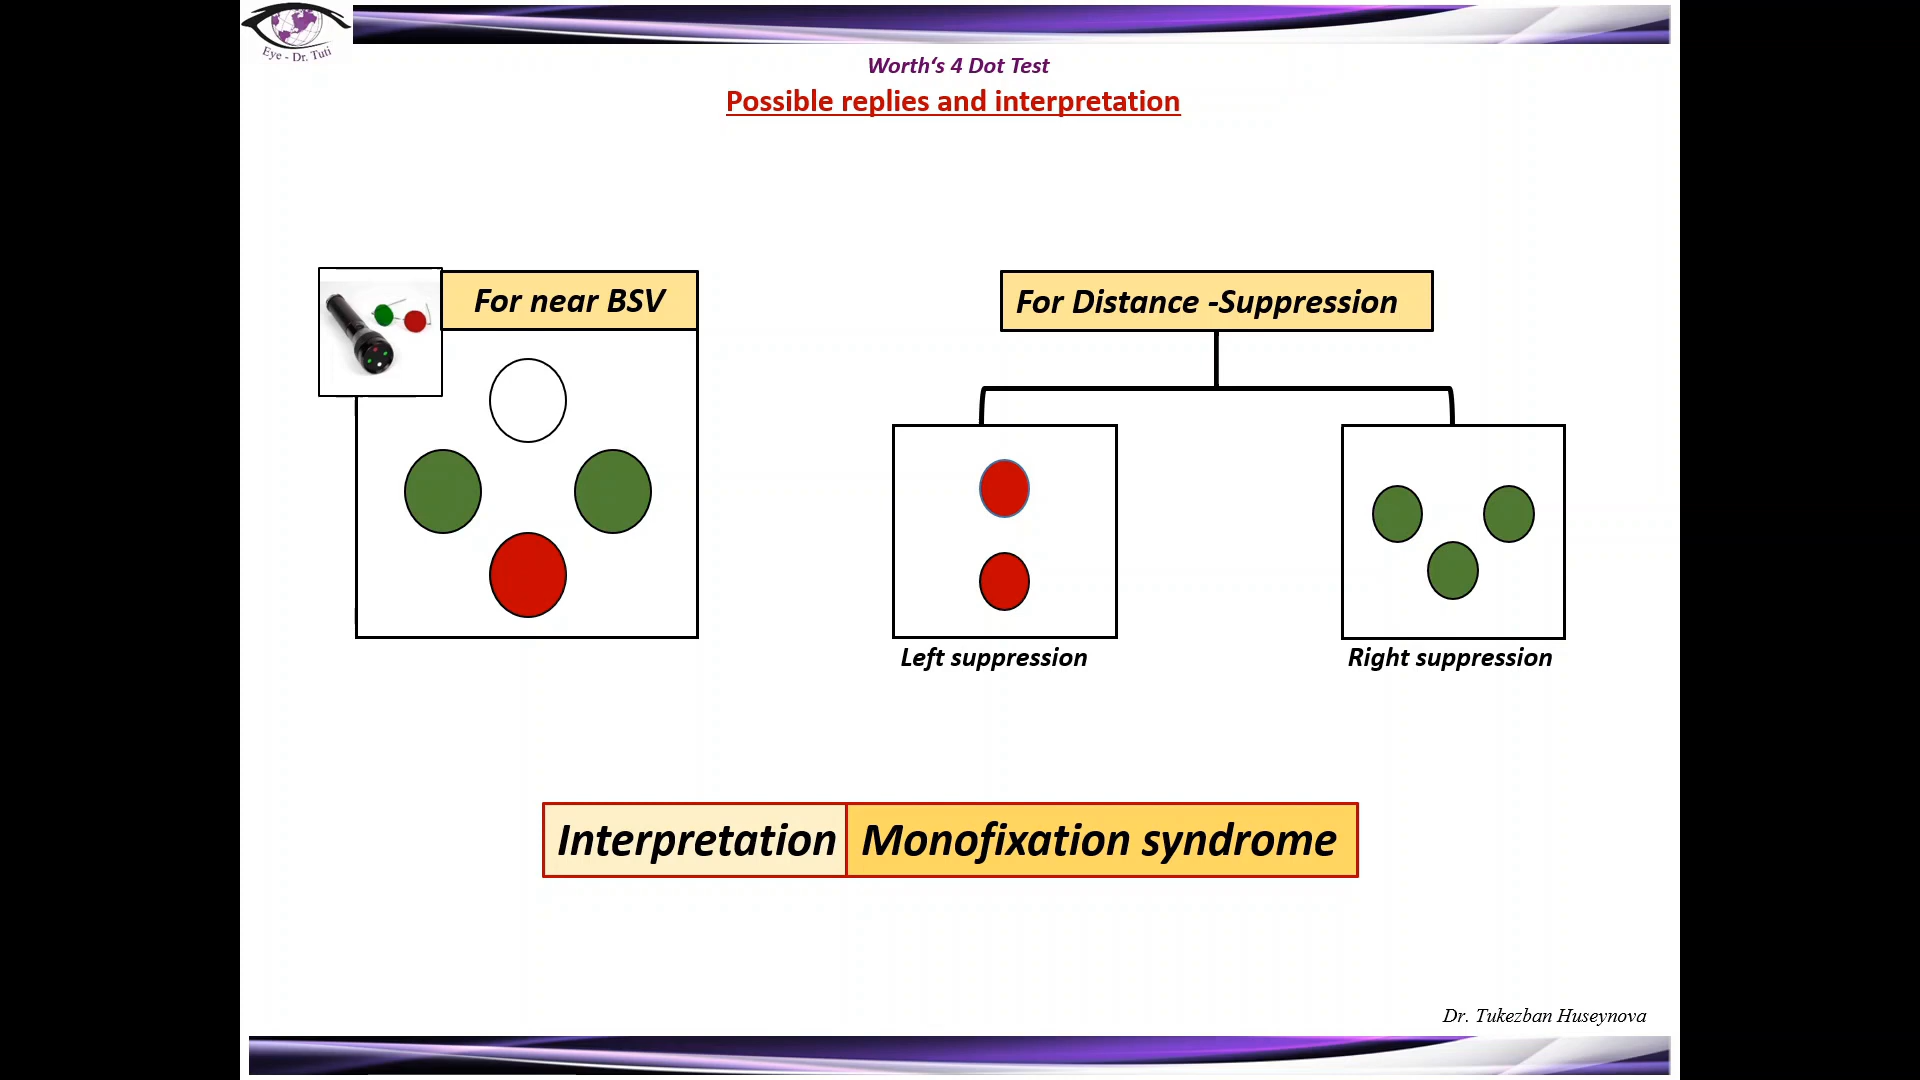 Eye - Dr. Tuti
Worth‘s 4 Dot Test
Possible replies and interpretation
For near BSV
For Distance -Suppression
Left suppression
Right suppression
Interpretation
Monofixation syndrome
Dr. Tukezban Huseynova